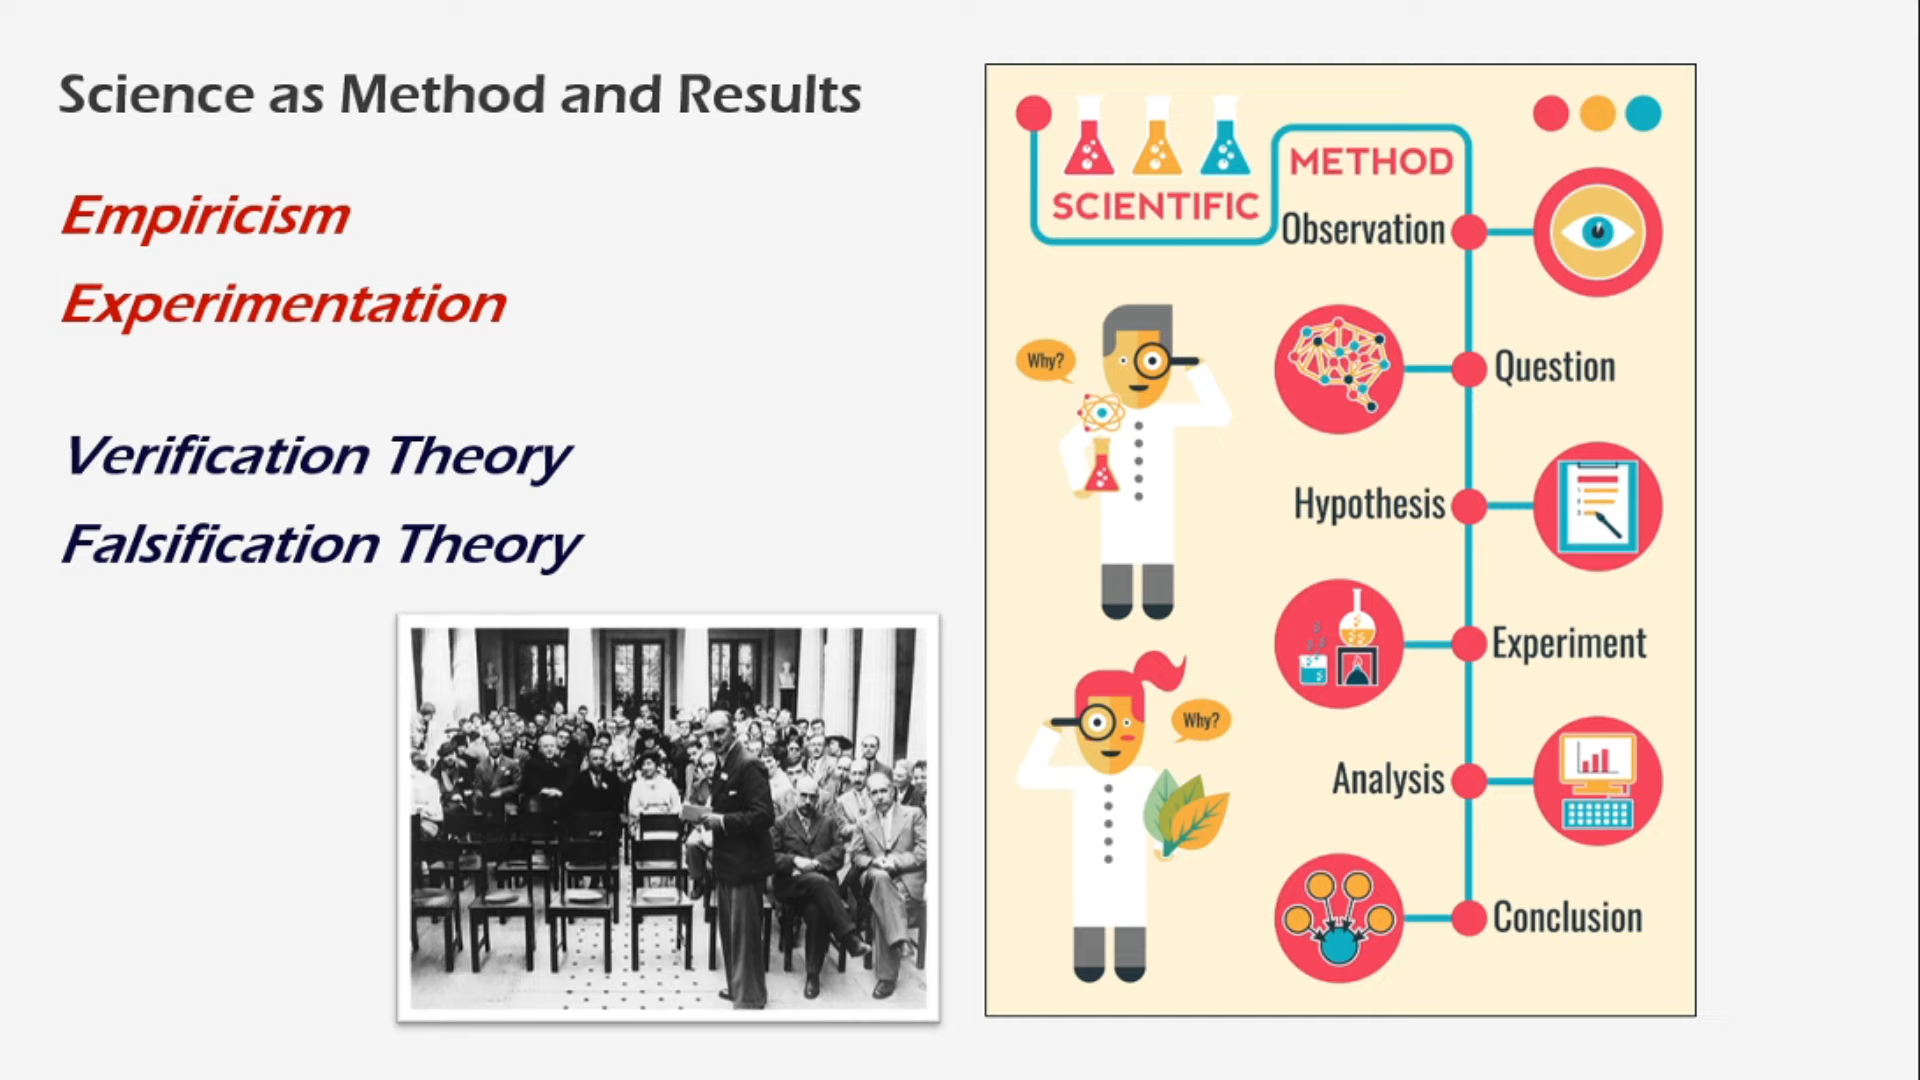 Science as Method and Results
Empiricism
Experimentation
Verification Theory
Falsification Theory
SCIENTIFIC
METHOD
Observation
Why?
Question
Hypothesis
Experiment
Why?
Analysis
Conclusion